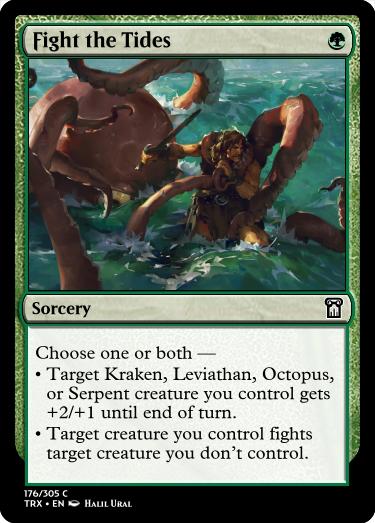 Fight the Tides
Sorcery
Choose one or both —
• Target Kraken, Leviathan, Octopus,
or Serpent creature you control gets
+2/+1 until end of turn.
• Target creature you control fights
target creature you don't control.
176/305 C
TRX • EN Halil Ural